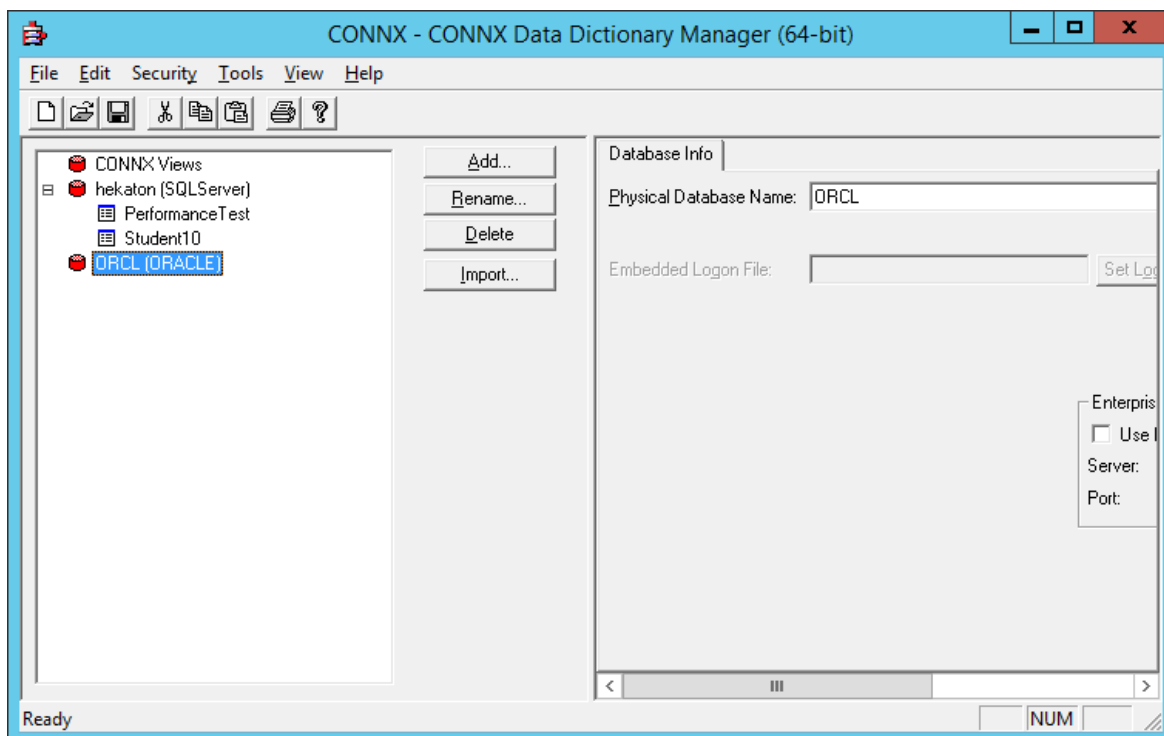 CONNX - CONNX Data Dictionary Manager (64-bit)
File Edit Security Tools View Help
CONNX Views
hekaton (SQLServer)
PerformanceTest
Student10
ORCL (ORACLE)
Add...
Rename...
Delete
Import...
Database Info
Physical Database Name: ORCL
Embedded Logon File: Set Log
Enterpris
Use
Server:
Port:
Ready NUM